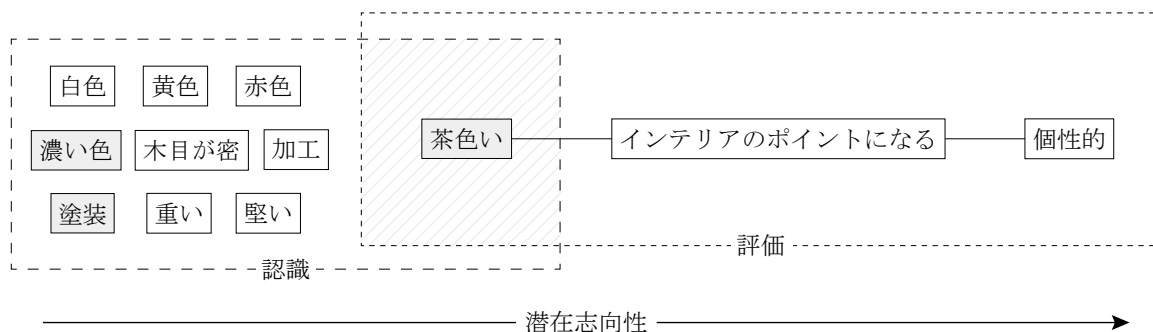 白色 黄色 赤色
濃い色 木目が密 加工 茶色い インテリアのポイントになる 個性的
塗装 重い 堅い
評価
認識
潜在志向性